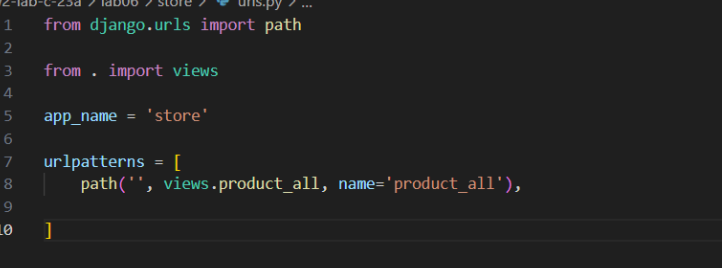 lab-c-23a > lab06 > store > urls.py > ...
1 from django.urls import path
2
3 from . import views
4
5 app_name = 'store'
6
7 urlpatterns = [
8 path('', views.product_all, name='product_all'),
9
10 ]